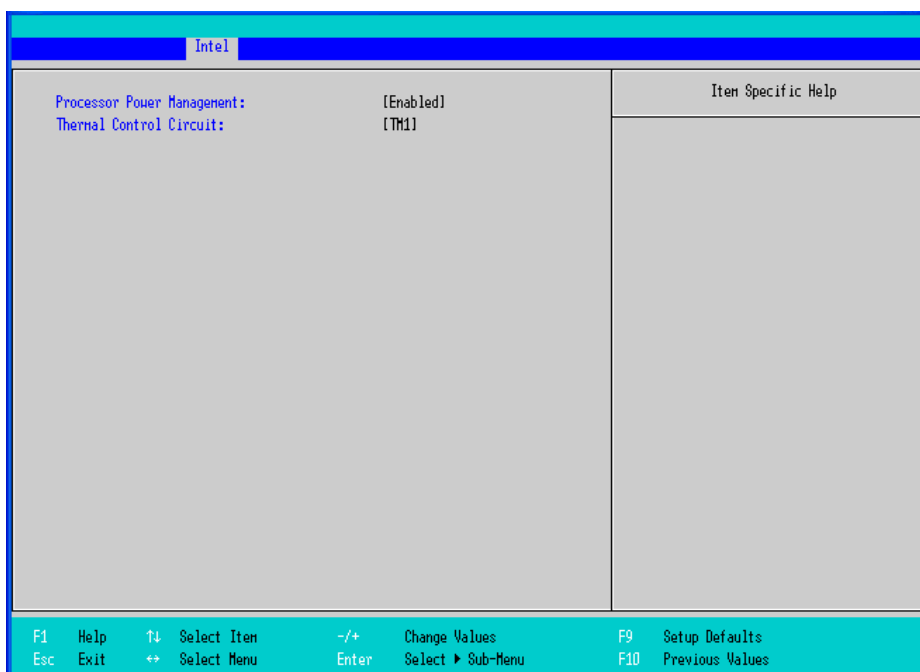 Intel
Processor Power Management: [Enabled]
Thermal Control Circuit: [TM1]
Item Specific Help
F1 Help ↑↓ Select Item -/+ Change Values F9 Setup Defaults
Esc Exit ↔ Select Menu Enter Select ▶ Sub-Menu F10 Previous Values